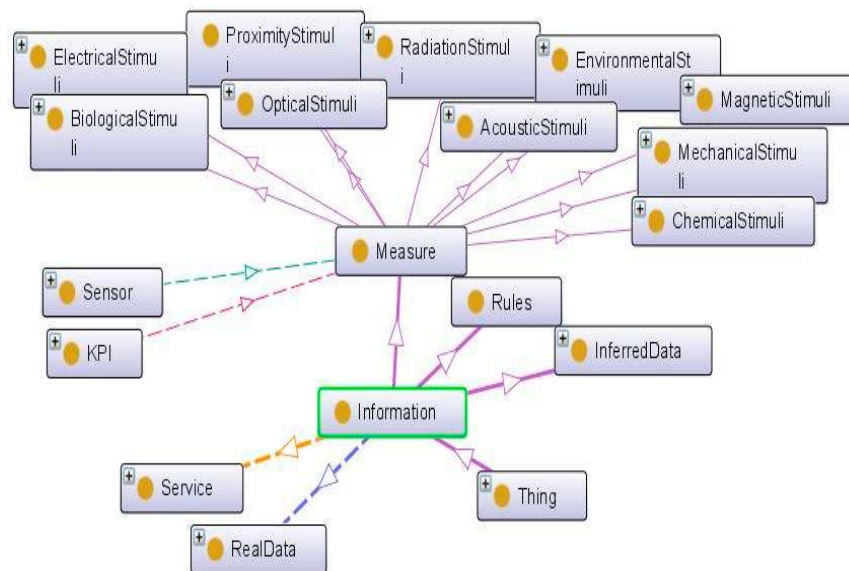 ProximityStimul
i
RadiationStimul
i
ElectricalStimu
li
EnvironmentalSt
imuli
OpticalStimuli
MagneticStimuli
BiologicalStimu
li
AcousticStimuli
MechanicalStimu
li
ChemicalStimuli
Measure
Sensor
Rules
KPI
InferredData
Information
Service
Thing
RealData